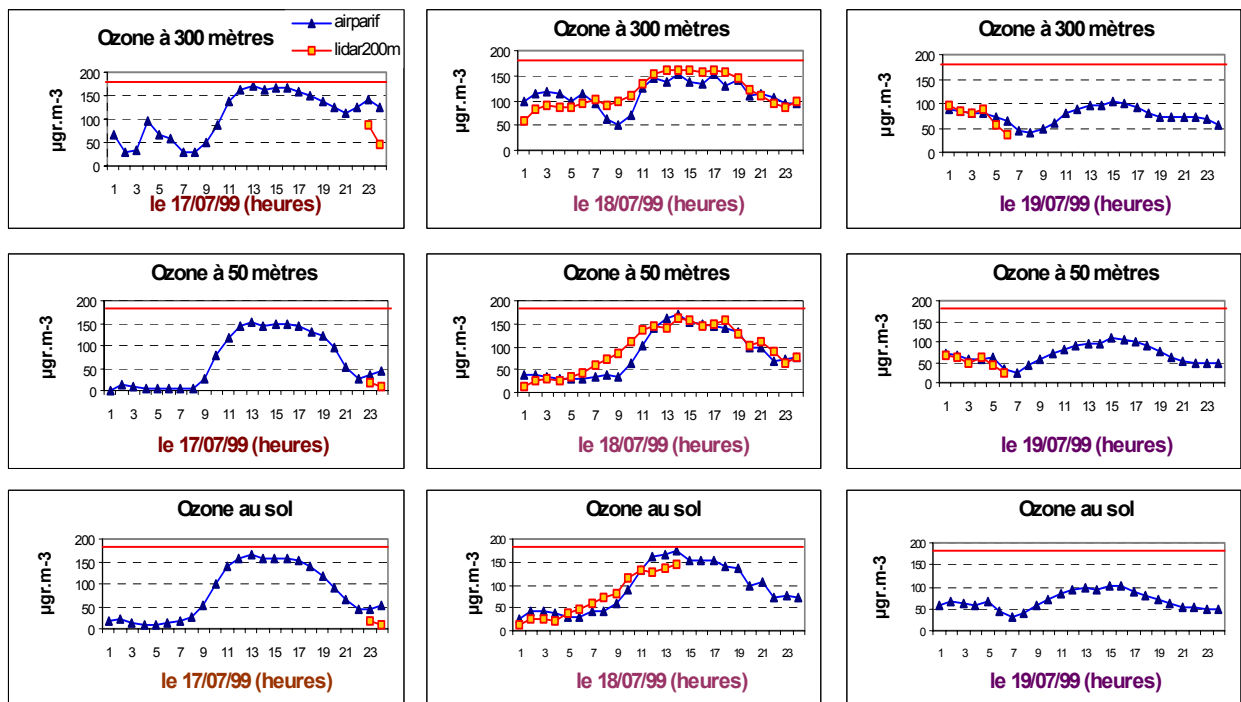 Ozone à 300 mètres
airparif
lidar200m
µgr.m-3
200
150
100
50
0
1 3 5 7 9 11 13 15 17 19 21 23
le 17/07/99 (heures)
Ozone à 300 mètres
µgr.m-3
200
150
100
50
0
1 3 5 7 9 11 13 15 17 19 21 23
le 18/07/99 (heures)
Ozone à 300 mètres
µgr.m-3
200
150
100
50
0
1 3 5 7 9 11 13 15 17 19 21 23
le 19/07/99 (heures)
Ozone à 50 mètres
µgr.m-3
200
150
100
50
0
1 3 5 7 9 11 13 15 17 19 21 23
le 17/07/99 (heures)
Ozone à 50 mètres
µgr.m-3
200
150
100
50
0
1 3 5 7 9 11 13 15 17 19 21 23
le 18/07/99 (heures)
Ozone à 50 mètres
µgr.m-3
200
150
100
50
0
1 3 5 7 9 11 13 15 17 19 21 23
le 19/07/99 (heures)
Ozone au sol
µgr.m-3
200
150
100
50
0
1 3 5 7 9 11 13 15 17 19 21 23
le 17/07/99 (heures)
Ozone au sol
µgr.m-3
200
150
100
50
0
1 3 5 7 9 11 13 15 17 19 21 23
le 18/07/99 (heures)
Ozone au sol
µgr.m-3
200
150
100
50
0
1 3 5 7 9 11 13 15 17 19 21 23
le 19/07/99 (heures)